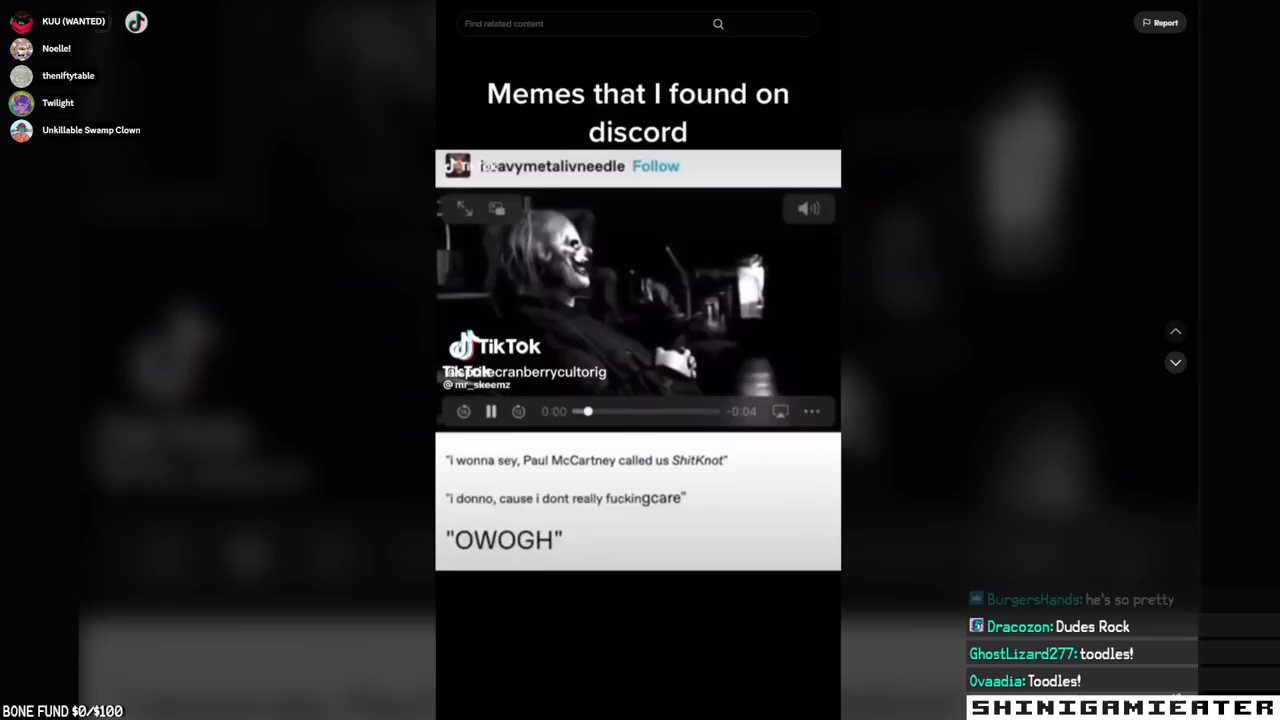 KUU (WANTED)
Noelle!
theniftytable
Twilight
Unkillable Swamp Clown
Find related content
Report
Memes that I found on
discord
Follow
TikTok
TikTok
@mr_skeemz
0:00
-0:04
"i wonna sey, Paul McCartney called us ShitKnot"
"i donno, cause i dont really fuckingcare"
"OWOGH"
BurgersHands: he's so pretty
Dracozon: Dudes Rock
GhostLizard277: toodles!
Ovaadia: Toodles!
BONE FUND $0/$100
SHINIGAMIEATER